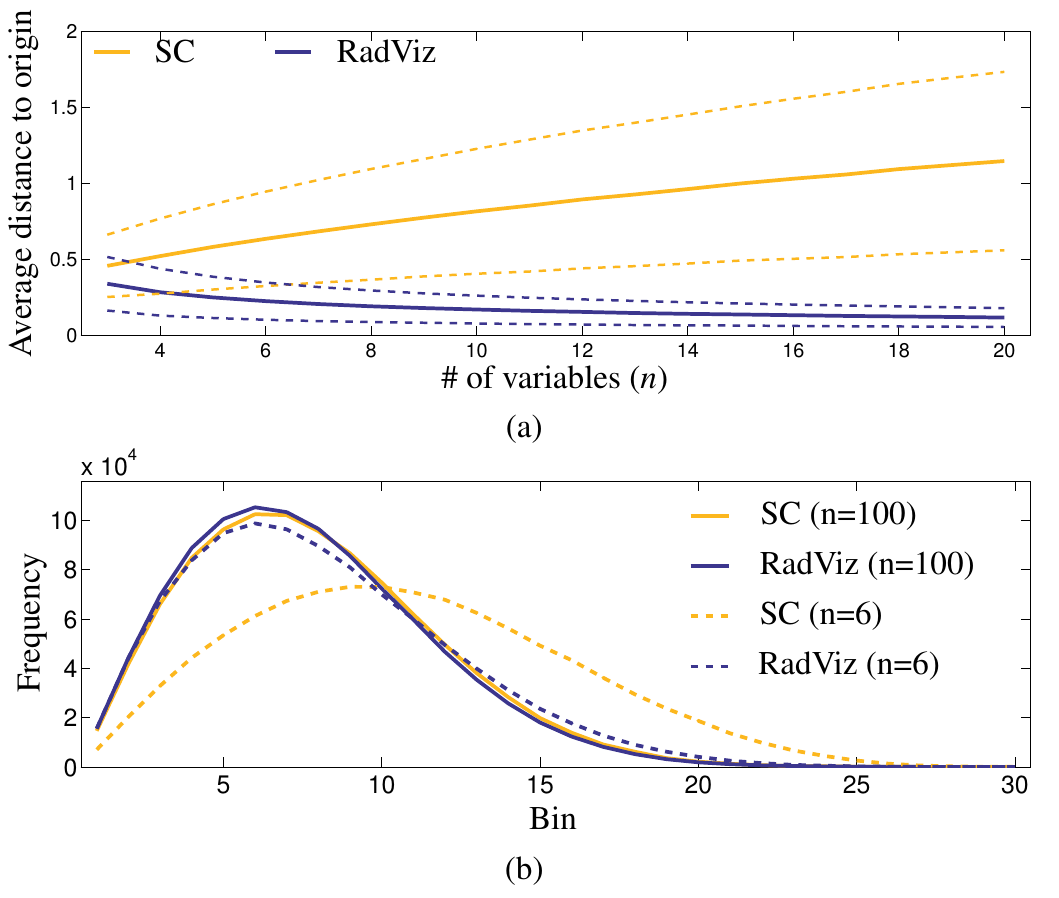 Average distance to origin
2
1.5
1
0.5
0
SC RadViz
4 6 8 10 12 14 16 18 20
# of variables (n)
(a)
x 10^4
Frequency
10
8
6
4
2
0
SC (n=100)
RadViz (n=100)
SC (n=6)
RadViz (n=6)
5 10 15 20 25 30
Bin
(b)